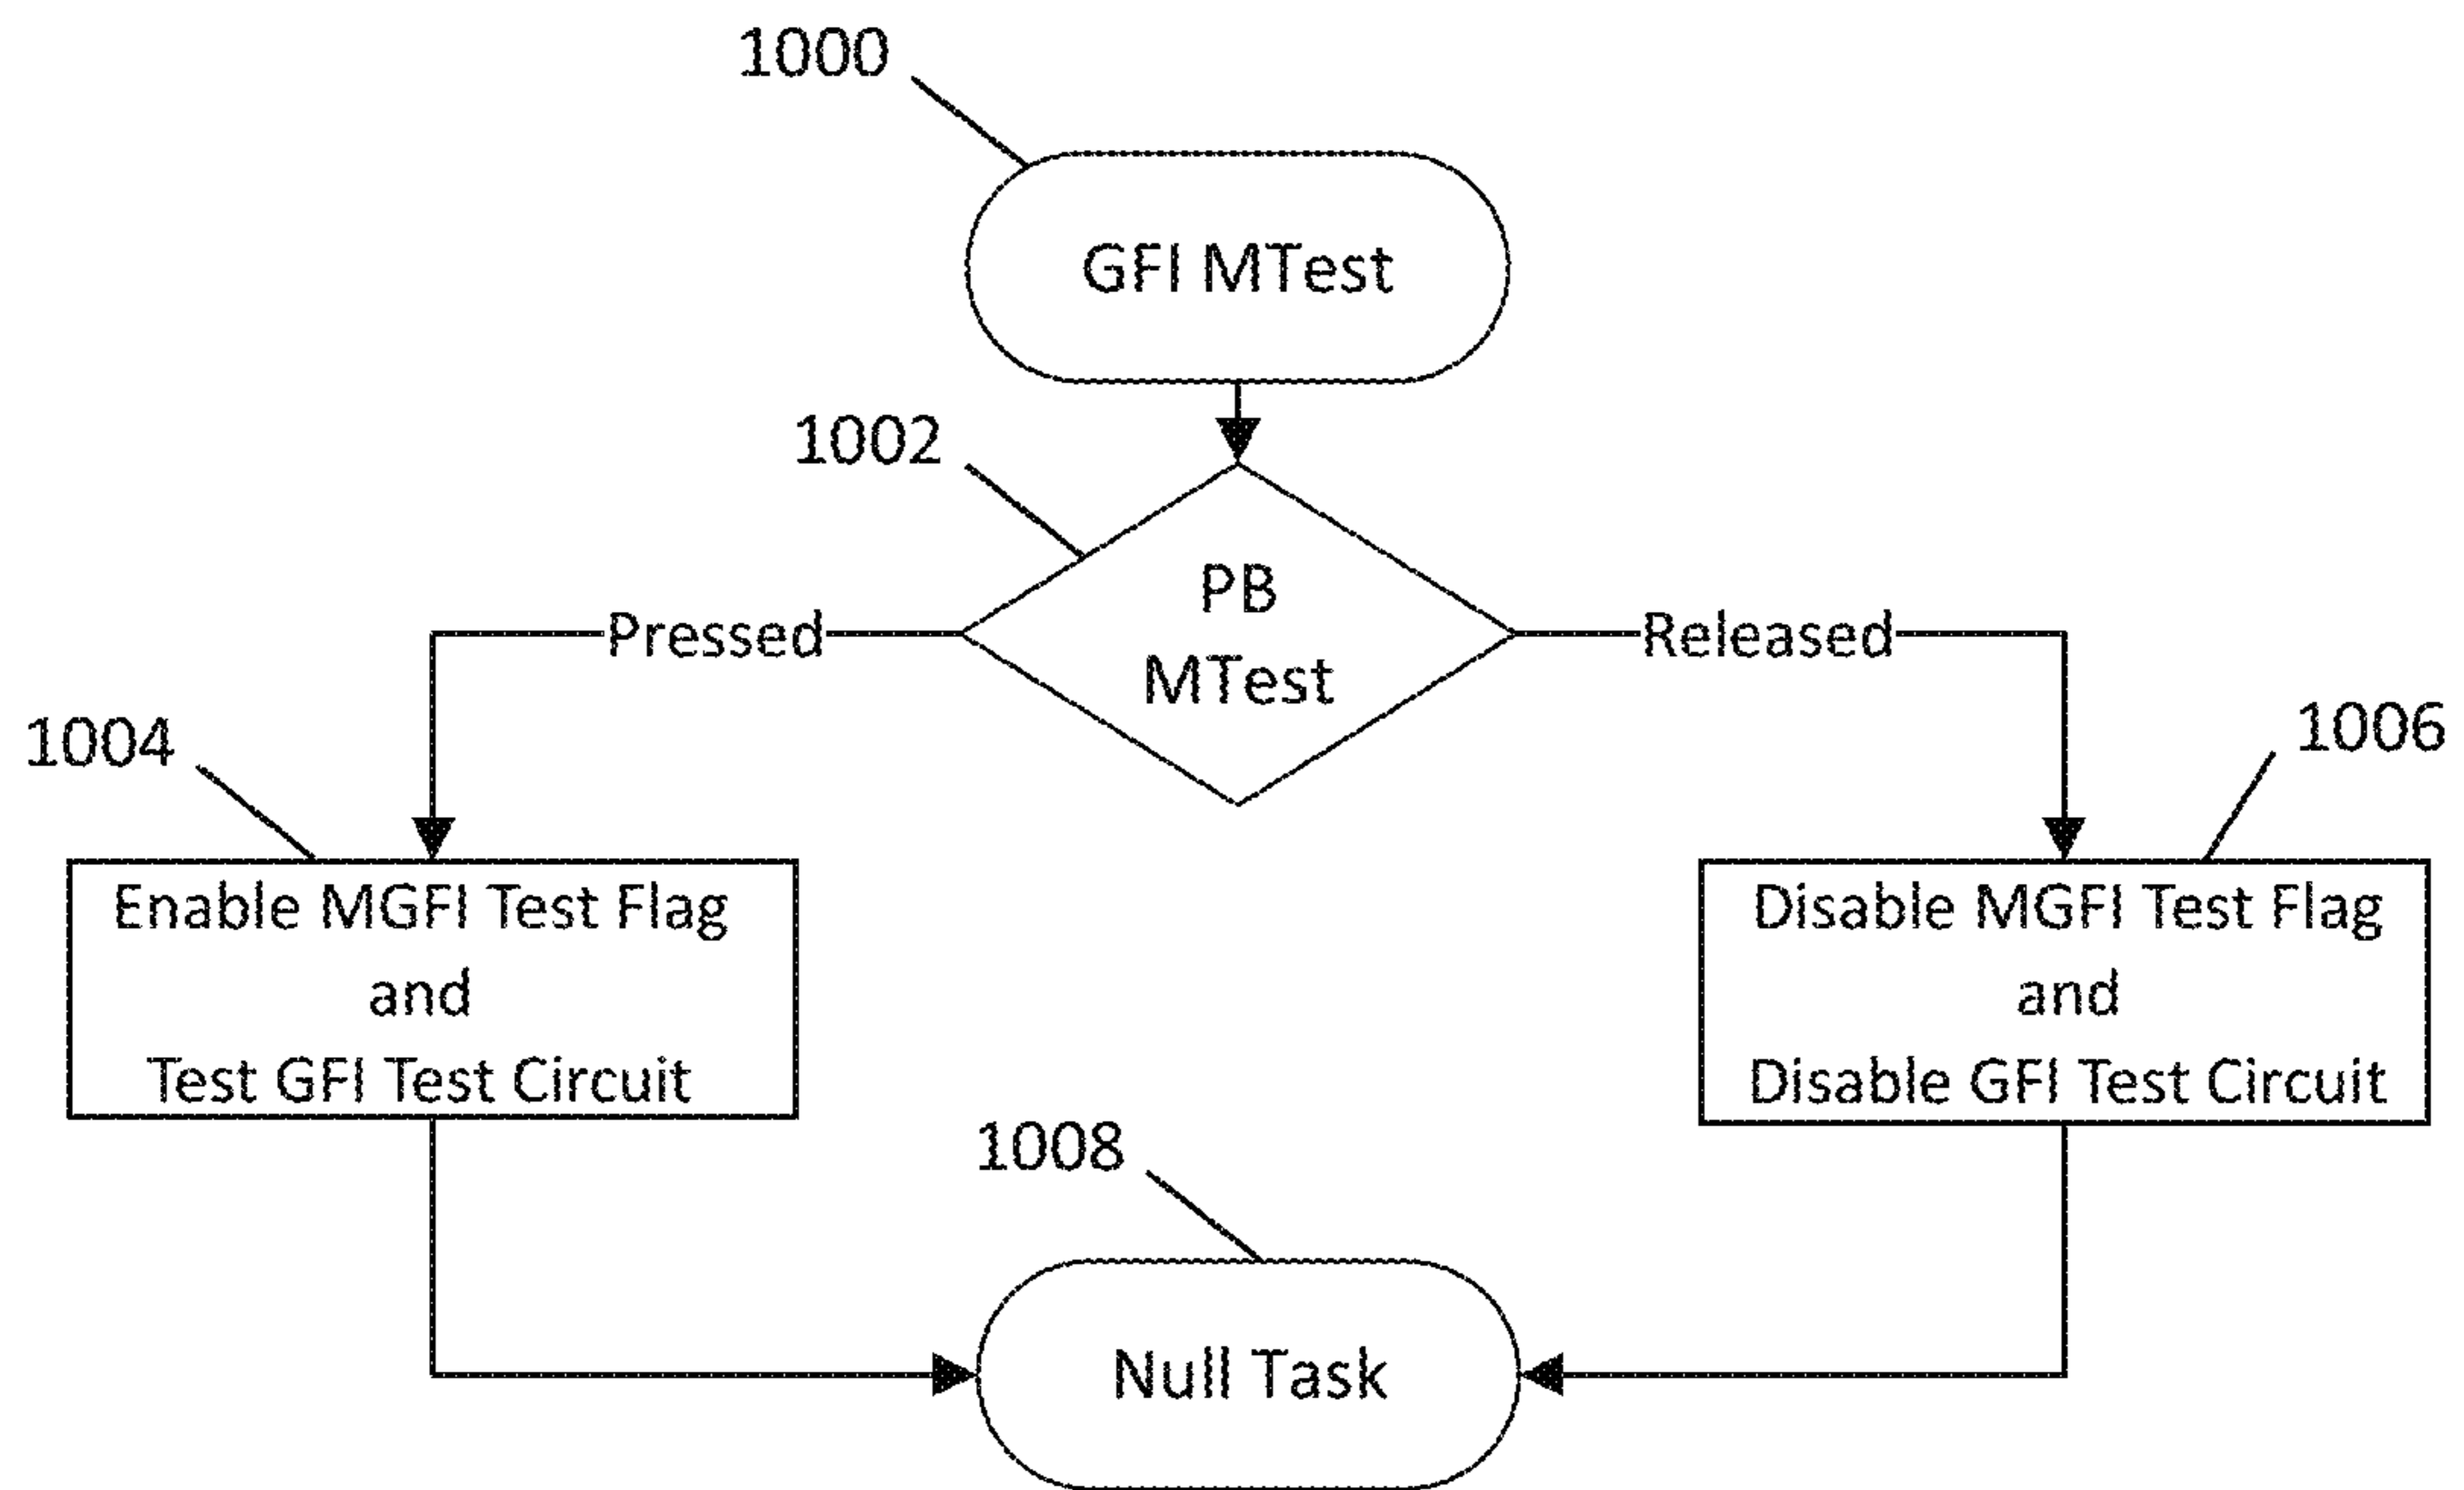 1000
GFI MTest
1002
PB
MTest
Pressed
Released
1004
1006
Enable MGFI Test Flag
and
Test GFI Test Circuit
Disable MGFI Test Flag
and
Disable GFI Test Circuit
1008
Null Task